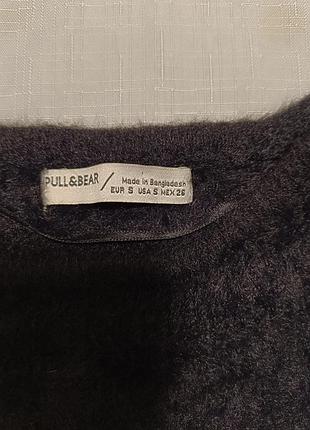 PULL&BEAR
Made in Bangladesh
EUR S USA S MEX 26